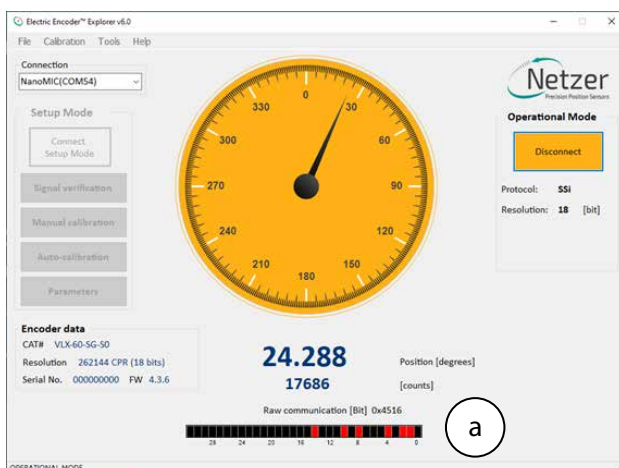 Electric Encoder™ Explorer v6.0
File Calibration Tools Help
Connection
NanoMIC(COM54)
Setup Mode
Connect
Setup Mode
Signal verification
Manual calibration
Auto-calibration
Parameters
0
30
60
90
120
150
180
210
240
270
300
330
Netzer
Precision Position Sensors
Operational Mode
Disconnect
Protocol: SSi
Resolution: 18 [bit]
Encoder data
CAT# VLX-60-SG-S0
Resolution 262144 CPR (18 bits)
Serial No. 000000000 FW 4.3.6
24.288 Position [degrees]
17686 [counts]
Raw communication [Bit] 0x4516
28 24 20 16 12 8 4 0
a
OPERATIONAL MODE